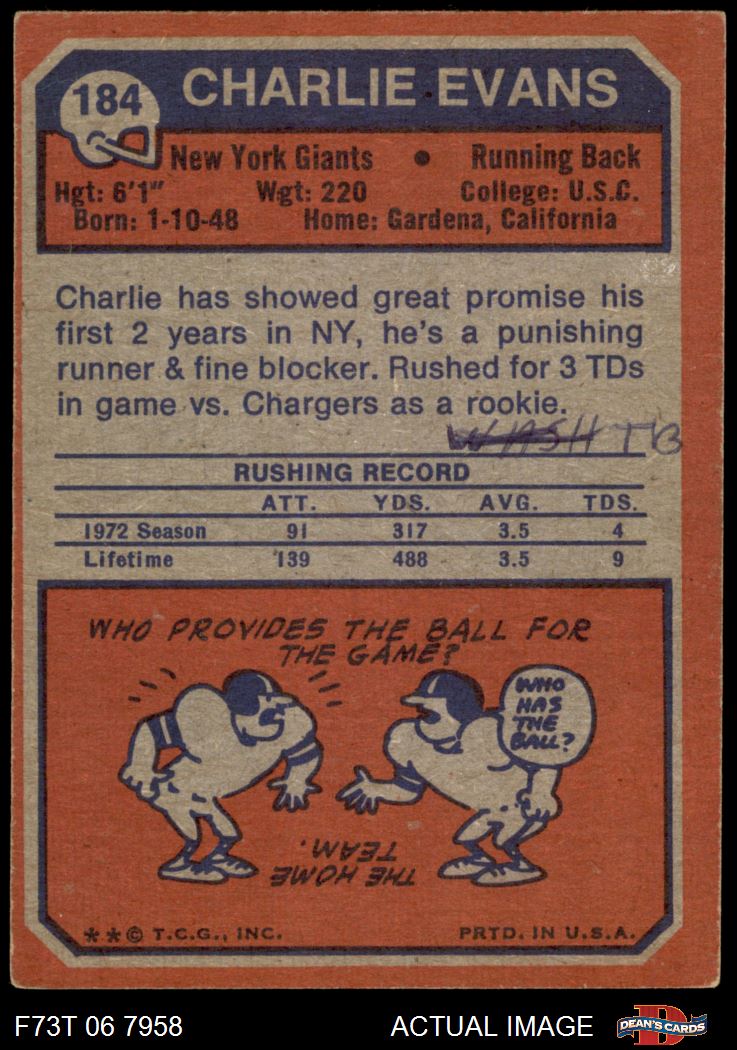 184
CHARLIE EVANS
New York Giants • Running Back
Hgt: 6'1" Wgt: 220 College: U.S.C.
Born: 1-10-48 Home: Gardena, California
Charlie has showed great promise his
first 2 years in NY, he's a punishing
runner & fine blocker. Rushed for 3 TDs
in game vs. Chargers as a rookie.
WASH TB
RUSHING RECORD
ATT. YDS. AVG. TDS.
1972 Season 91 317 3.5 4
Lifetime 139 488 3.5 9
WHO PROVIDES THE BALL FOR
THE GAME?
WHO
HAS
THE
BALL?
THE HOME
TEAM.
**© T.C.G., INC. PRTD. IN U.S.A.
F73T 06 7958 ACTUAL IMAGE
D
DEAN'S CARDS